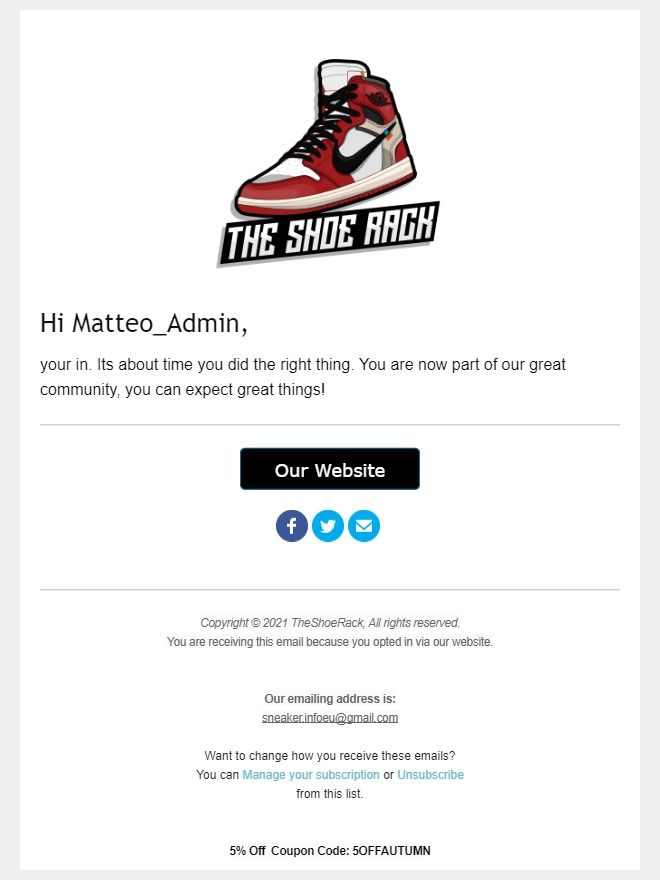 THE SHOE RACK
Hi Matteo_Admin,
your in. Its about time you did the right thing. You are now part of our great
community, you can expect great things!
Our Website
Copyright © 2021 TheShoeRack, All rights reserved.
You are receiving this email because you opted in via our website.
Our emailing address is:
sneaker.infoeu@gmail.com
Want to change how you receive these emails?
You can Manage your subscription or Unsubscribe
from this list.
5% Off Coupon Code: 5OFFAUTUMN